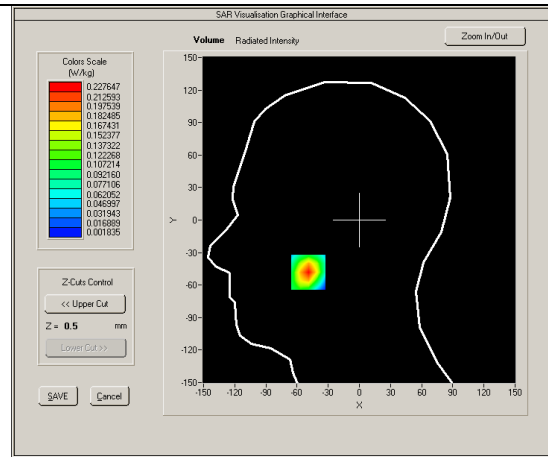 SAR Visualisation Graphical Interface
Volume Radiated Intensity
Zoom In/Out
Colors Scale
(W/kg)
0.227647
0.212593
0.197539
0.182485
0.167431
0.152377
0.137322
0.122268
0.107214
0.092160
0.077106
0.062052
0.046997
0.031943
0.016889
0.001835
Z-Cuts Control
<< Upper Cut
Z = 0.5 mm
Lower Cut >>
SAVE Cancel
150
120
90
60
30
0
-30
-60
-90
-120
-150
Y
-150 -120 -90 -60 -30 0 30 60 90 120 150
X